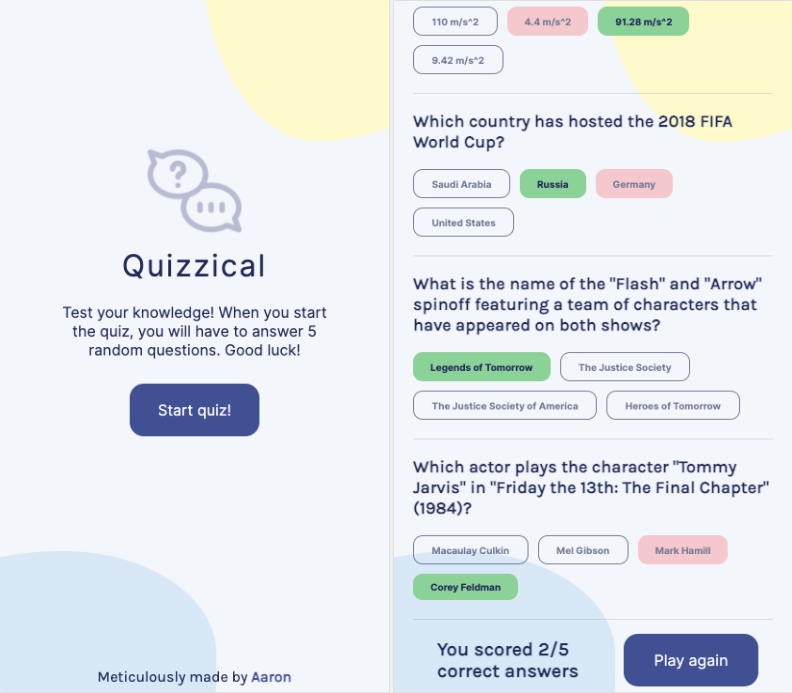 Quizzical
Test your knowledge! When you start
the quiz, you will have to answer 5
random questions. Good luck!
Start quiz!
Meticulously made by Aaron
110 m/s^2 4.4 m/s^2 91.28 m/s^2
9.42 m/s^2
Which country has hosted the 2018 FIFA
World Cup?
Saudi Arabia Russia Germany
United States
What is the name of the "Flash" and "Arrow"
spinoff featuring a team of characters that
have appeared on both shows?
Legends of Tomorrow The Justice Society
The Justice Society of America Heroes of Tomorrow
Which actor plays the character "Tommy
Jarvis" in "Friday the 13th: The Final Chapter"
(1984)?
Macaulay Culkin Mel Gibson Mark Hamill
Corey Feldman
You scored 2/5
correct answers
Play again